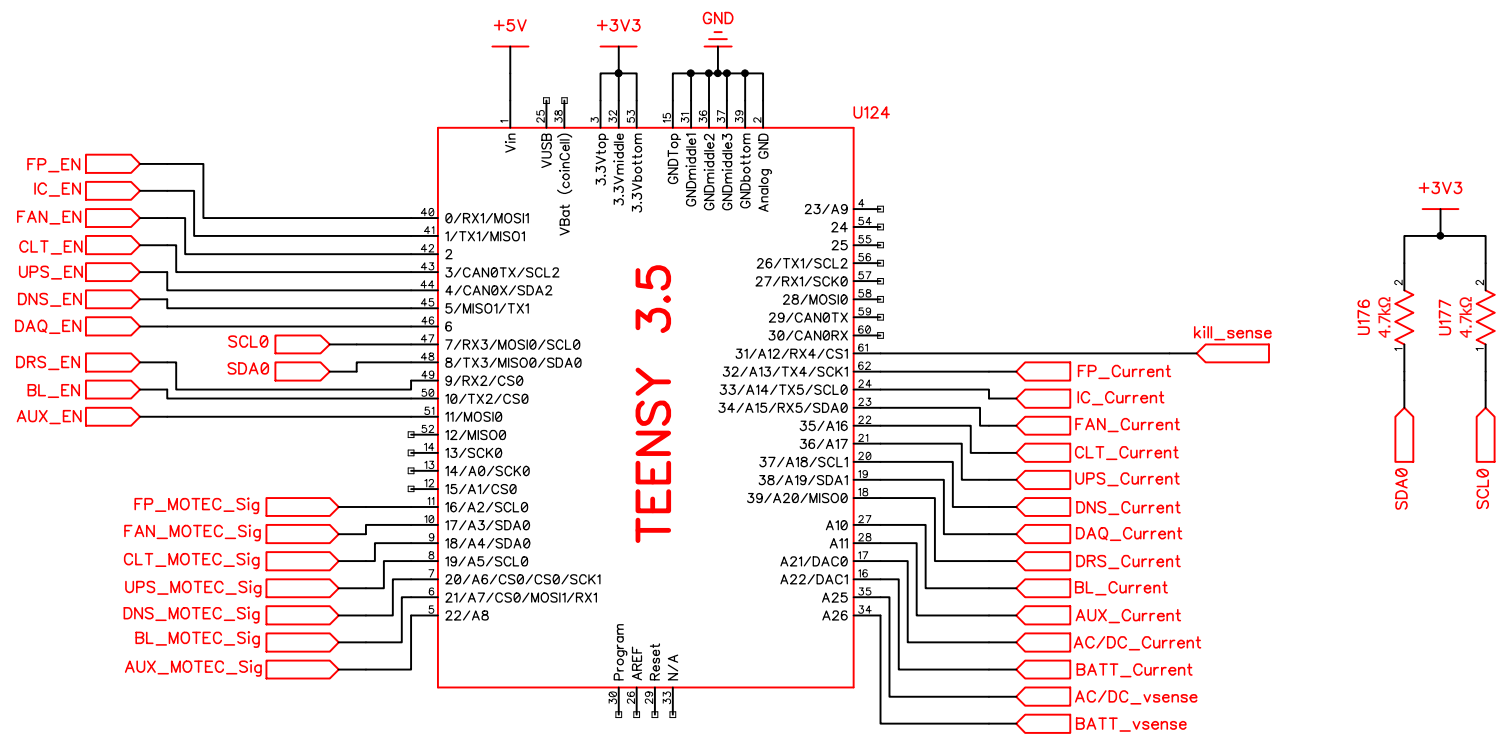 +5V
+3V3
GND
U124
1
25
38
3
32
53
15
31
36
37
39
2
Vin
VUSB
VBat (coinCell)
3.3Vtop
3.3Vmiddle
3.3Vbottom
GNDTop
GNDmiddle1
GNDmiddle2
GNDmiddle3
GNDbottom
Analog GND
FP_EN
IC_EN
FAN_EN
CLT_EN
UPS_EN
DNS_EN
DAQ_EN
SCL0
SDA0
DRS_EN
BL_EN
AUX_EN
FP_MOTEC_Sig
FAN_MOTEC_Sig
CLT_MOTEC_Sig
UPS_MOTEC_Sig
DNS_MOTEC_Sig
BL_MOTEC_Sig
AUX_MOTEC_Sig
40 0/RX1/MOSI1
41 1/TX1/MISO1
42 2
43 3/CAN0TX/SCL2
44 4/CAN0X/SDA2
45 5/MISO1/TX1
46 6
47 7/RX3/MOSI0/SCL0
48 8/TX3/MISO0/SDA0
49 9/RX2/CS0
50 10/TX2/CS0
51 11/MOSI0
52 12/MISO0
14 13/SCK0
13 14/A0/SCK0
12 15/A1/CS0
11 16/A2/SCL0
10 17/A3/SDA0
9 18/A4/SDA0
8 19/A5/SCL0
7 20/A6/CS0/CS0/SCK1
6 21/A7/CS0/MOSI1/RX1
5 22/A8
TEENSY 3.5
23/A9 4
24 54
25 55
26/TX1/SCL2 56
27/RX1/SCK0 57
28/MOSI0 58
29/CAN0TX 59
30/CAN0RX 60
31/A12/RX4/CS1 61
32/A13/TX4/SCK1 62
33/A14/TX5/SCL0 24
34/A15/RX5/SDA0 23
35/A16 22
36/A17 21
37/A18/SCL1 20
38/A19/SDA1 19
39/A20/MISO0 18
A10 27
A11 28
A21/DAC0 17
A22/DAC1 16
A25 35
A26 34
Program
AREF
Reset
N/A
30
26
29
33
kill_sense
FP_Current
IC_Current
FAN_Current
CLT_Current
UPS_Current
DNS_Current
DAQ_Current
DRS_Current
BL_Current
AUX_Current
AC/DC_Current
BATT_Current
AC/DC_vsense
BATT_vsense
+3V3
2
U176
4.7kΩ
1
SDA0
2
U177
4.7kΩ
1
SCL0